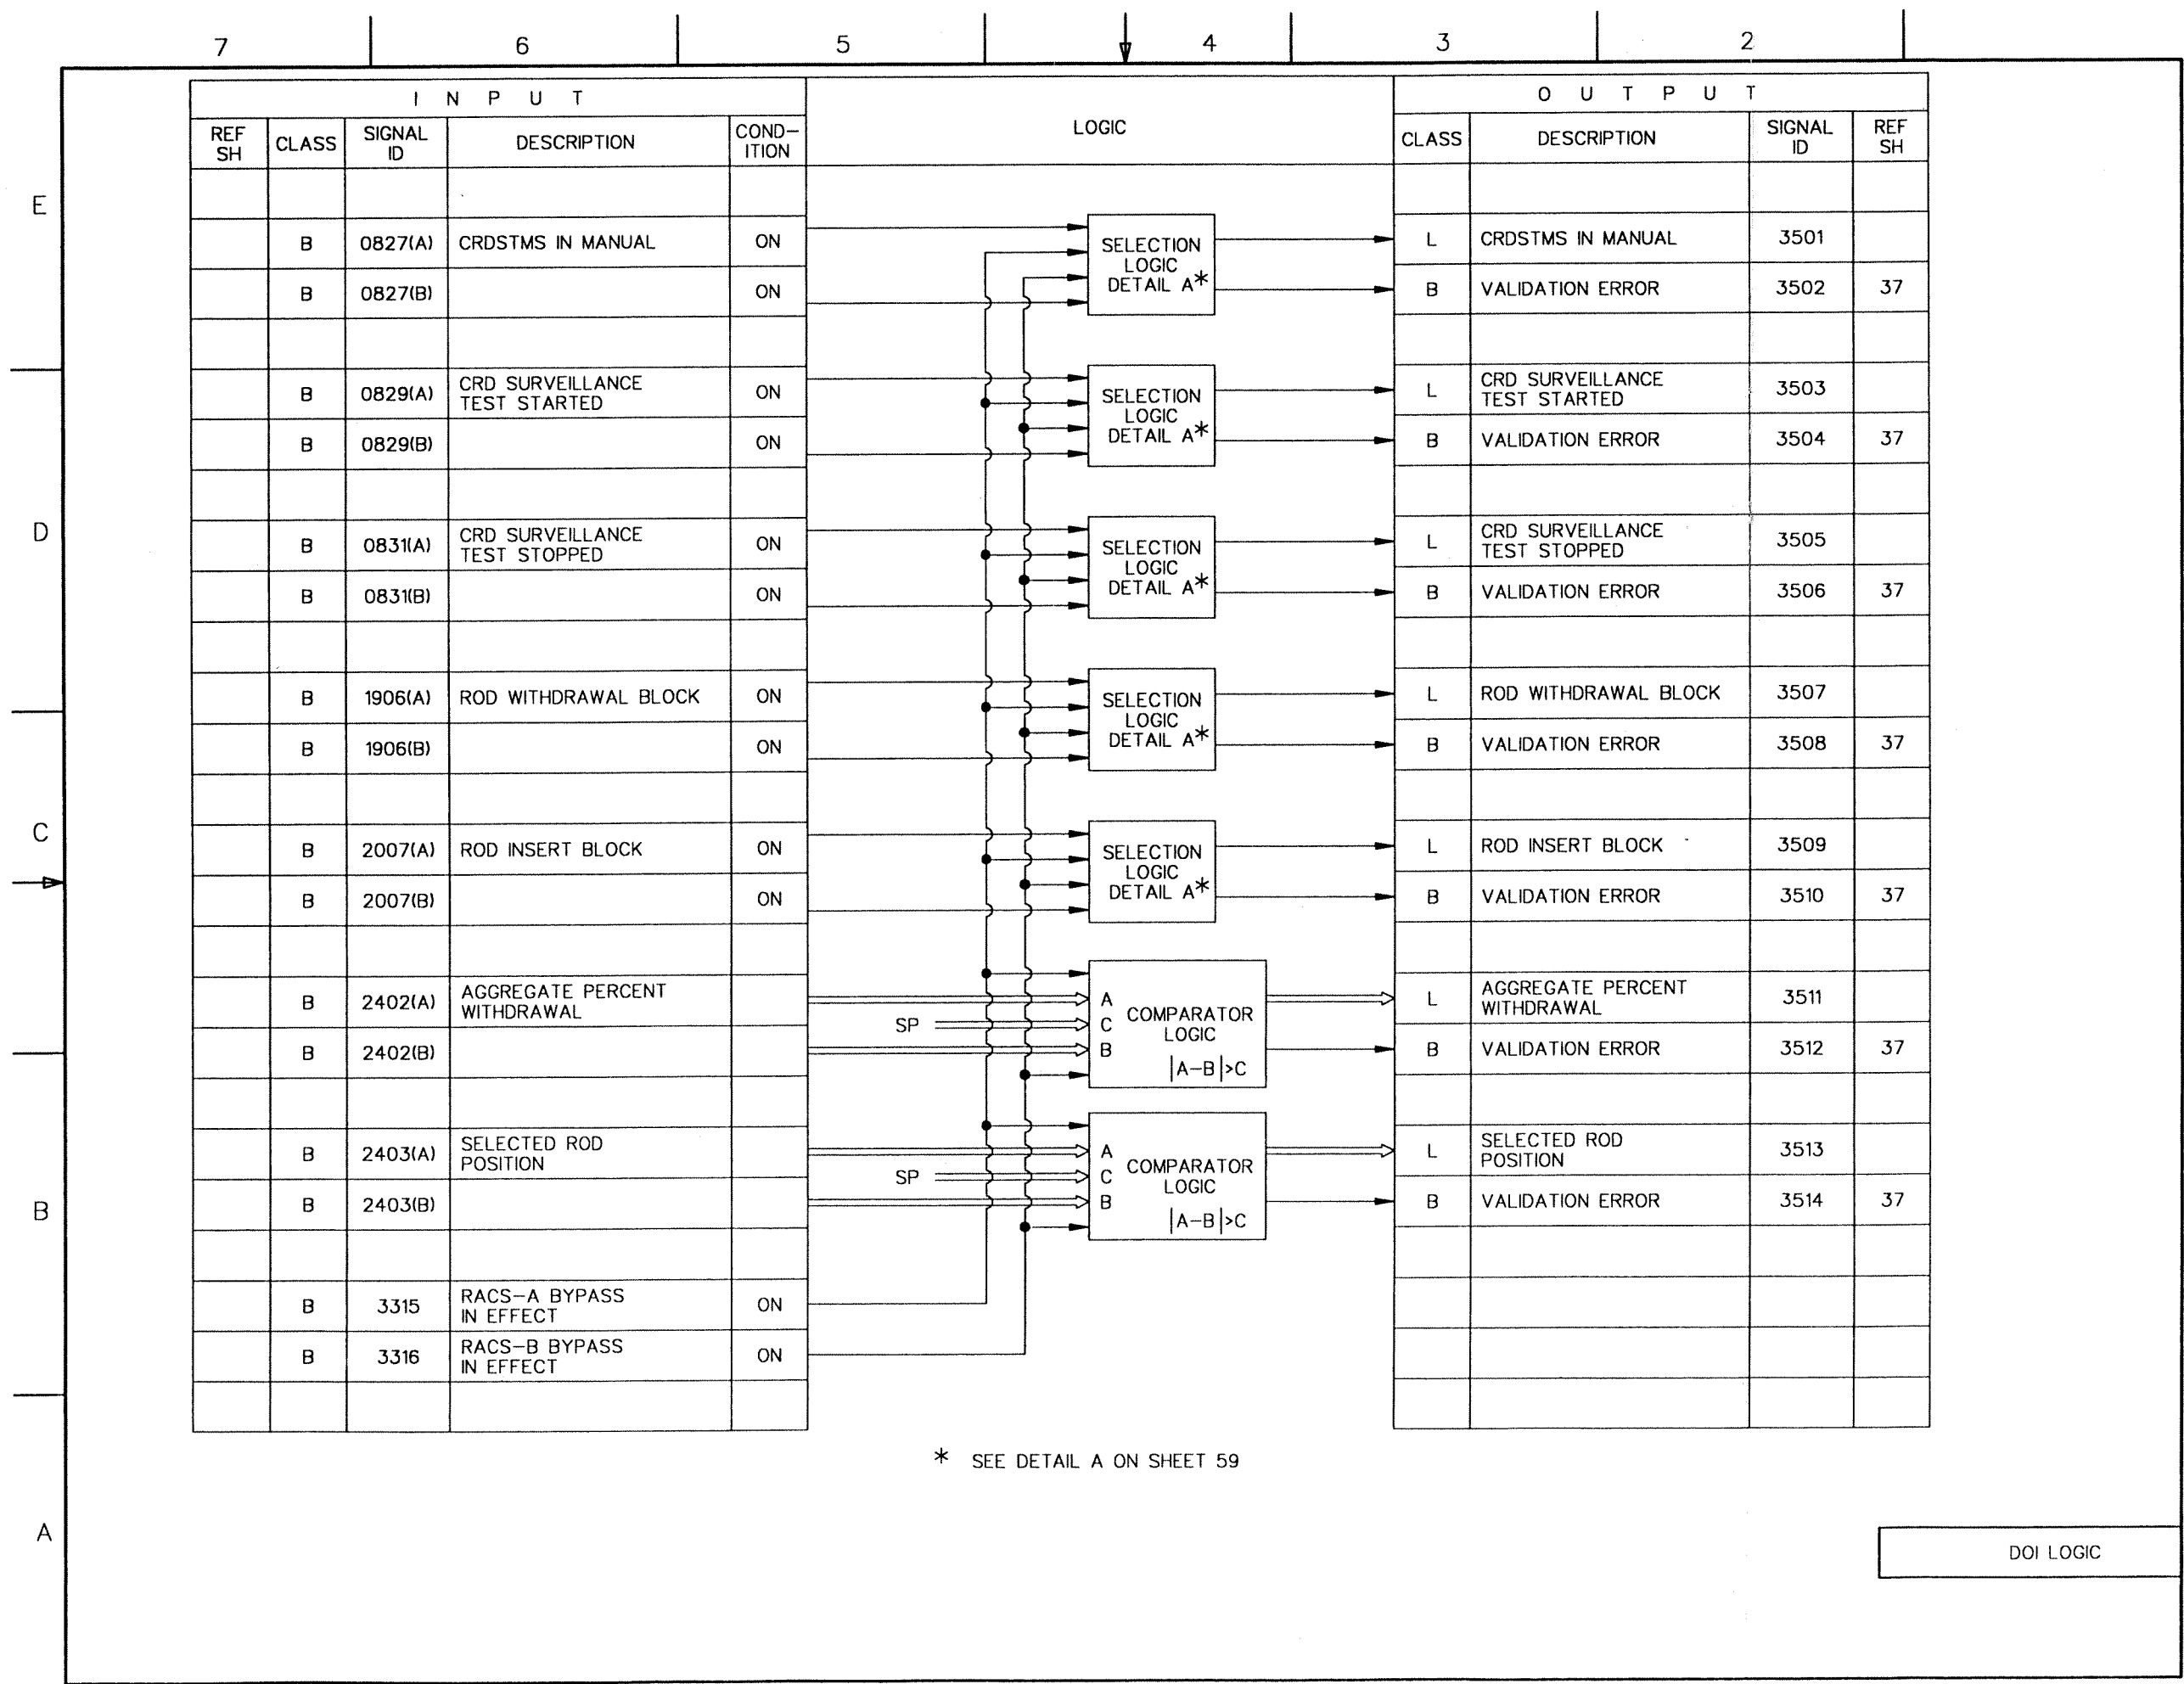 7 6 5 4 3 2
I N P U T
LOGIC
O U T P U T
REF SH CLASS SIGNAL ID DESCRIPTION COND-ITION
CLASS DESCRIPTION SIGNAL ID REF SH
E
B 0827(A) CRDSTMS IN MANUAL ON
SELECTION LOGIC DETAIL A*
L CRDSTMS IN MANUAL 3501
B 0827(B) ON
B VALIDATION ERROR 3502 37
B 0829(A) CRD SURVEILLANCE TEST STARTED ON
SELECTION LOGIC DETAIL A*
L CRD SURVEILLANCE TEST STARTED 3503
B 0829(B) ON
B VALIDATION ERROR 3504 37
D
B 0831(A) CRD SURVEILLANCE TEST STOPPED ON
SELECTION LOGIC DETAIL A*
L CRD SURVEILLANCE TEST STOPPED 3505
B 0831(B) ON
B VALIDATION ERROR 3506 37
B 1906(A) ROD WITHDRAWAL BLOCK ON
SELECTION LOGIC DETAIL A*
L ROD WITHDRAWAL BLOCK 3507
B 1906(B) ON
B VALIDATION ERROR 3508 37
C
B 2007(A) ROD INSERT BLOCK ON
SELECTION LOGIC DETAIL A*
L ROD INSERT BLOCK 3509
B 2007(B) ON
B VALIDATION ERROR 3510 37
B 2402(A) AGGREGATE PERCENT WITHDRAWAL
SP
A C B COMPARATOR LOGIC |A-B|>C
L AGGREGATE PERCENT WITHDRAWAL 3511
B 2402(B)
B VALIDATION ERROR 3512 37
B 2403(A) SELECTED ROD POSITION
SP
A C B COMPARATOR LOGIC |A-B|>C
L SELECTED ROD POSITION 3513
B
B 2403(B)
B VALIDATION ERROR 3514 37
B 3315 RACS-A BYPASS IN EFFECT ON
B 3316 RACS-B BYPASS IN EFFECT ON
* SEE DETAIL A ON SHEET 59
A
DOI LOGIC